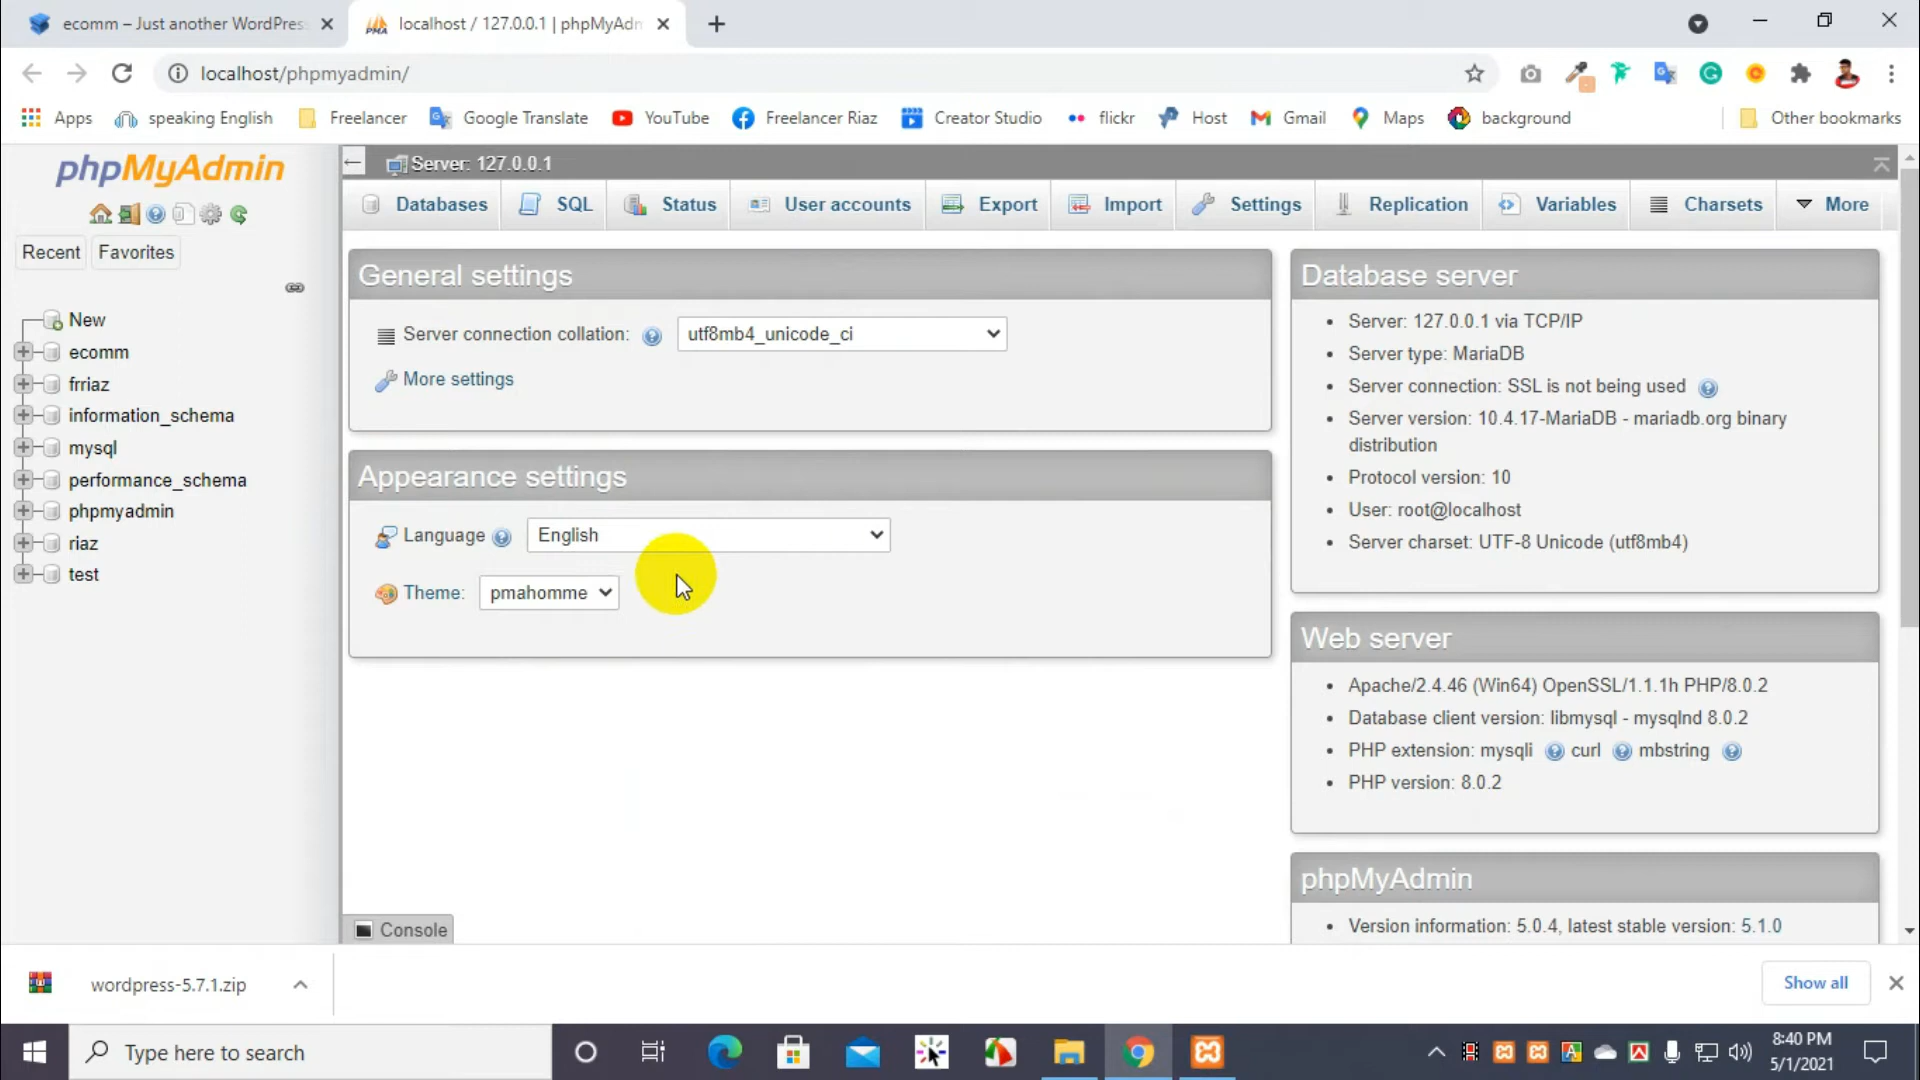 ecomm – Just another WordPress
localhost / 127.0.0.1 | phpMyAdm
localhost/phpmyadmin/
Apps
speaking English
Freelancer
Google Translate
YouTube
Freelancer Riaz
Creator Studio
flickr
Host
Gmail
Maps
background
Other bookmarks
phpMyAdmin
Recent
Favorites
New
ecomm
frriaz
information_schema
mysql
performance_schema
phpmyadmin
riaz
test
Server: 127.0.0.1
Databases
SQL
Status
User accounts
Export
Import
Settings
Replication
Variables
Charsets
More
General settings
Server connection collation:
utf8mb4_unicode_ci
More settings
Appearance settings
Language
English
Theme:
pmahomme
Database server
Server: 127.0.0.1 via TCP/IP
Server type: MariaDB
Server connection: SSL is not being used
Server version: 10.4.17-MariaDB - mariadb.org binary
distribution
Protocol version: 10
User: root@localhost
Server charset: UTF-8 Unicode (utf8mb4)
Web server
Apache/2.4.46 (Win64) OpenSSL/1.1.1h PHP/8.0.2
Database client version: libmysql - mysqlnd 8.0.2
PHP extension: mysqli curl mbstring
PHP version: 8.0.2
phpMyAdmin
Version information: 5.0.4, latest stable version: 5.1.0
Console
wordpress-5.7.1.zip
Show all
Type here to search
8:40 PM
5/1/2021